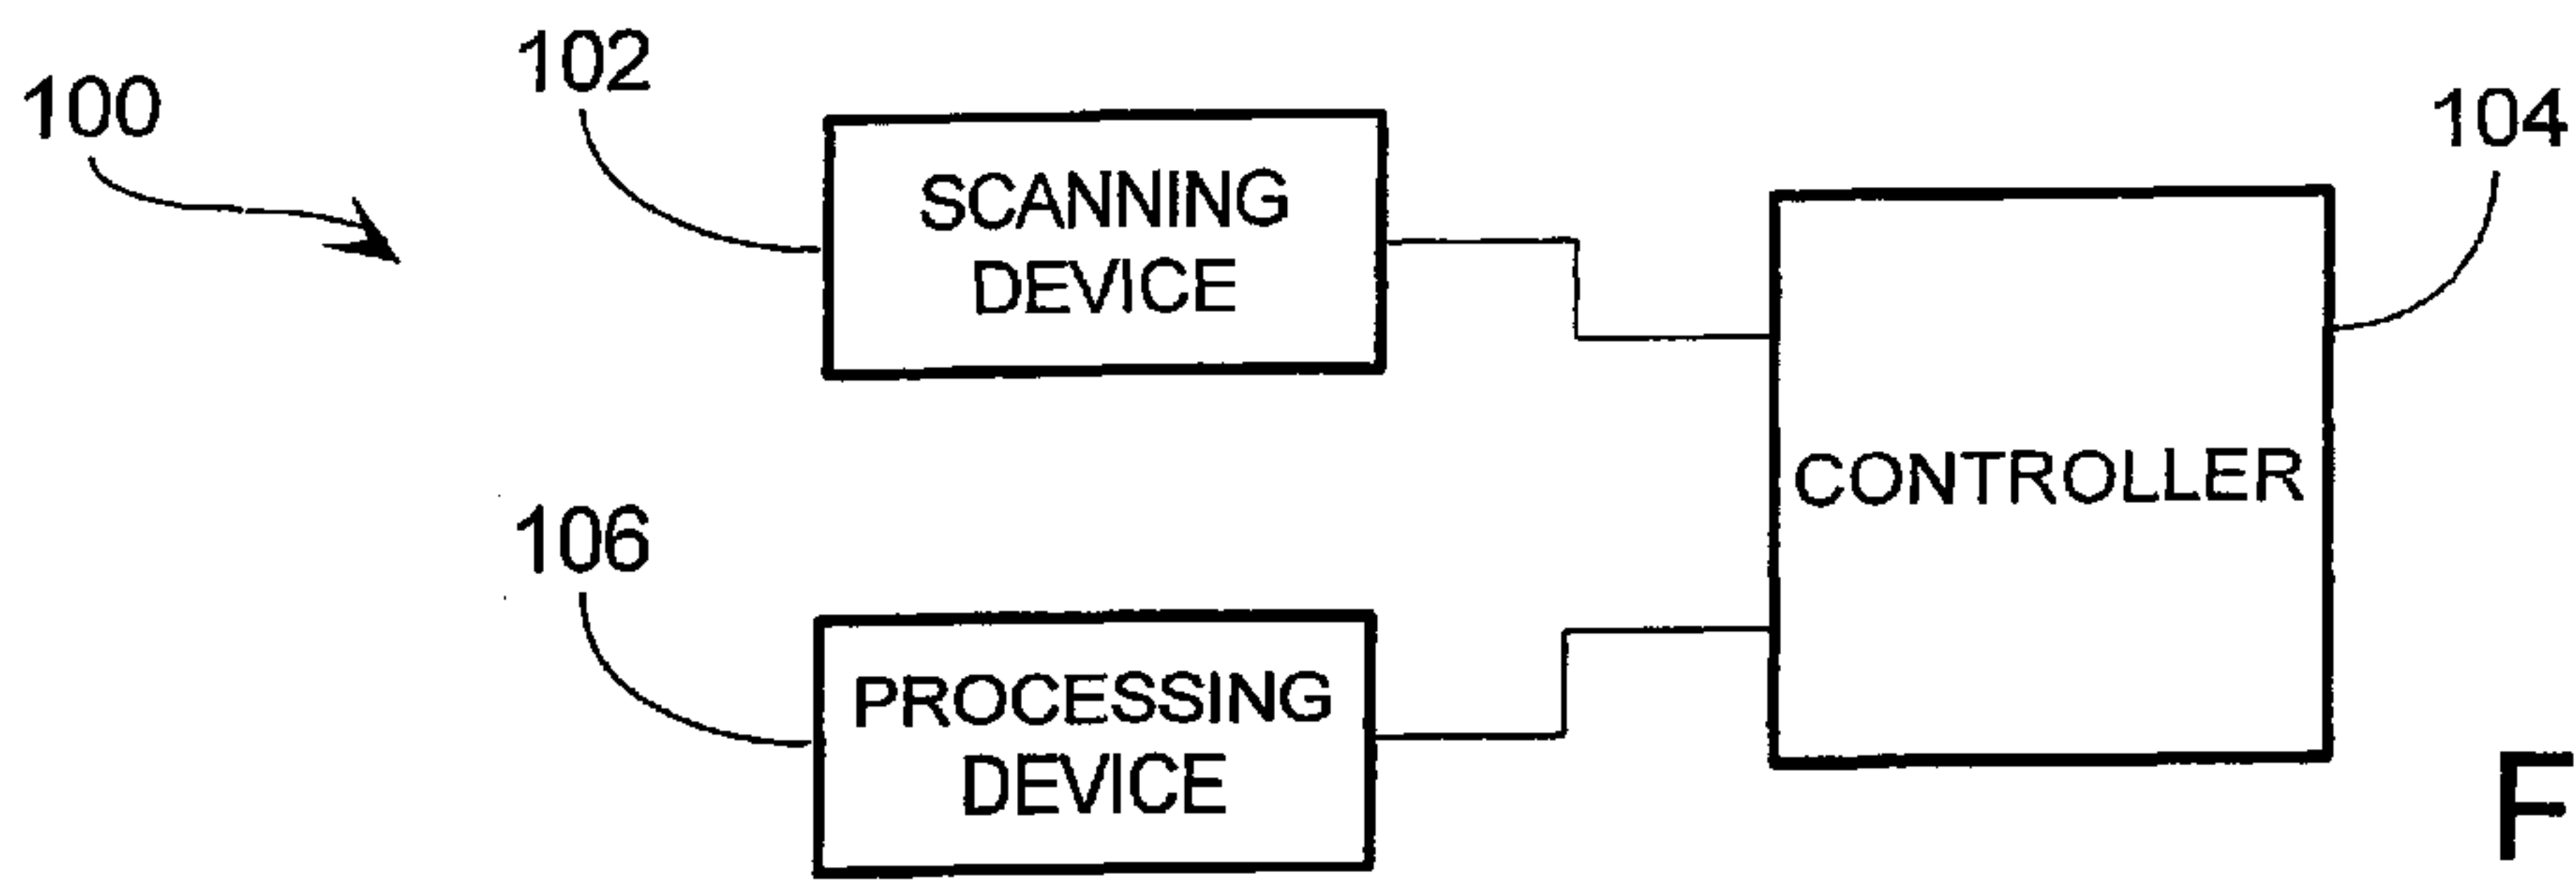 100
102
SCANNING
DEVICE
104
CONTROLLER
106
PROCESSING
DEVICE
F